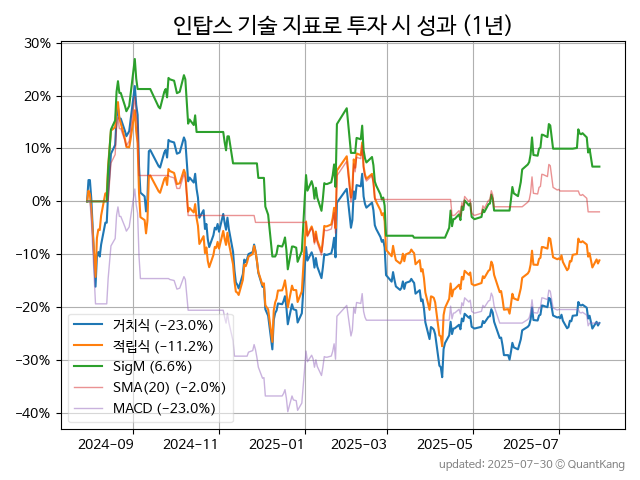 인탑스 기술 지표로 투자 시 성과 (1년)
30%
20%
10%
0%
−10%
−20%
−30%
−40%
거치식 (−23.0%)
적립식 (−11.2%)
SigM (6.6%)
SMA(20) (−2.0%)
MACD (−23.0%)
2024-09 2024-11 2025-01 2025-03 2025-05 2025-07
updated: 2025-07-30 © QuantKang